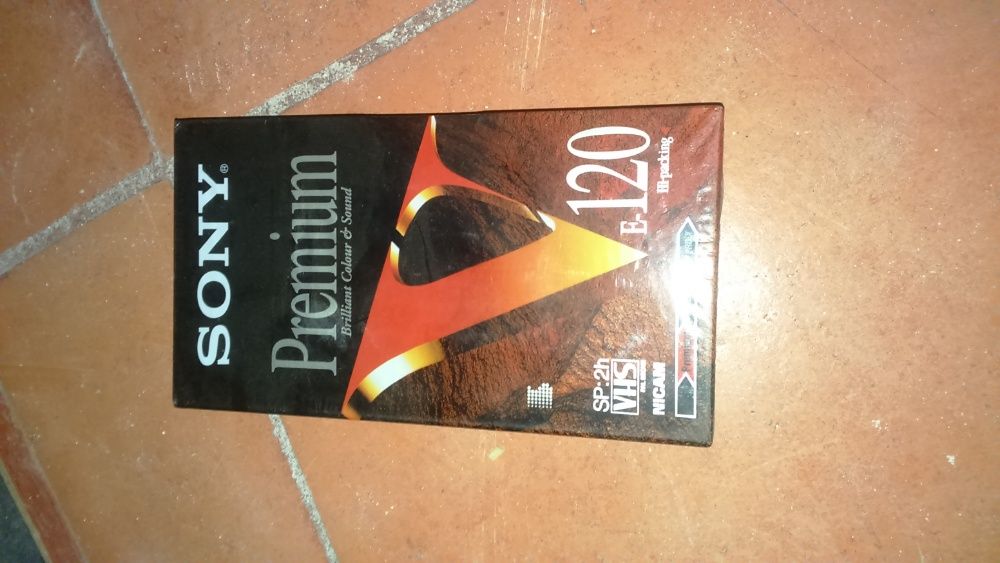 SONY®
Premium
Brilliant Colour & Sound
E-120
Hi-packing
SP·2h
VHS
NICAM